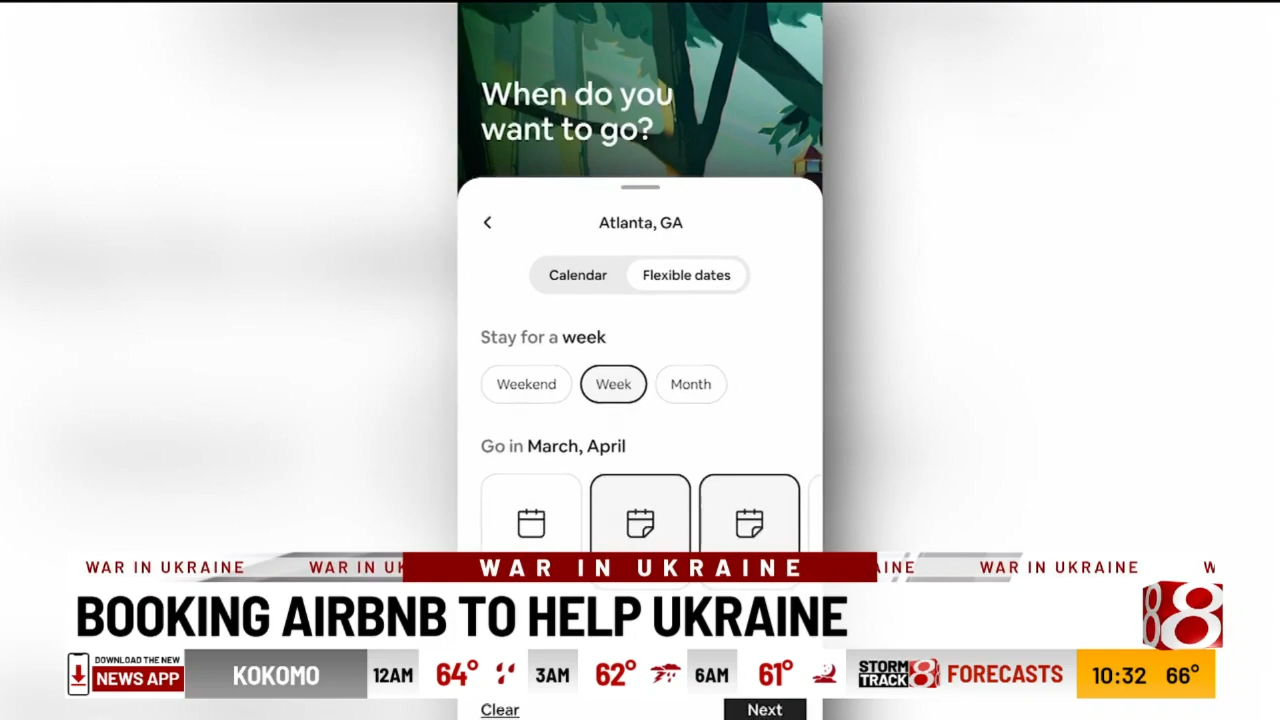 When do you
want to go?
Atlanta, GA
Calendar Flexible dates
Stay for a week
Weekend Week Month
Go in March, April
WAR IN UKRAINE WAR IN UK WAR IN UKRAINE AINE WAR IN UKRAINE W
BOOKING AIRBNB TO HELP UKRAINE
8
DOWNLOAD THE NEW
NEWS APP
KOKOMO 12AM 64° 3AM 62° 6AM 61° STORM TRACK 8 FORECASTS 10:32 66°
Clear Next